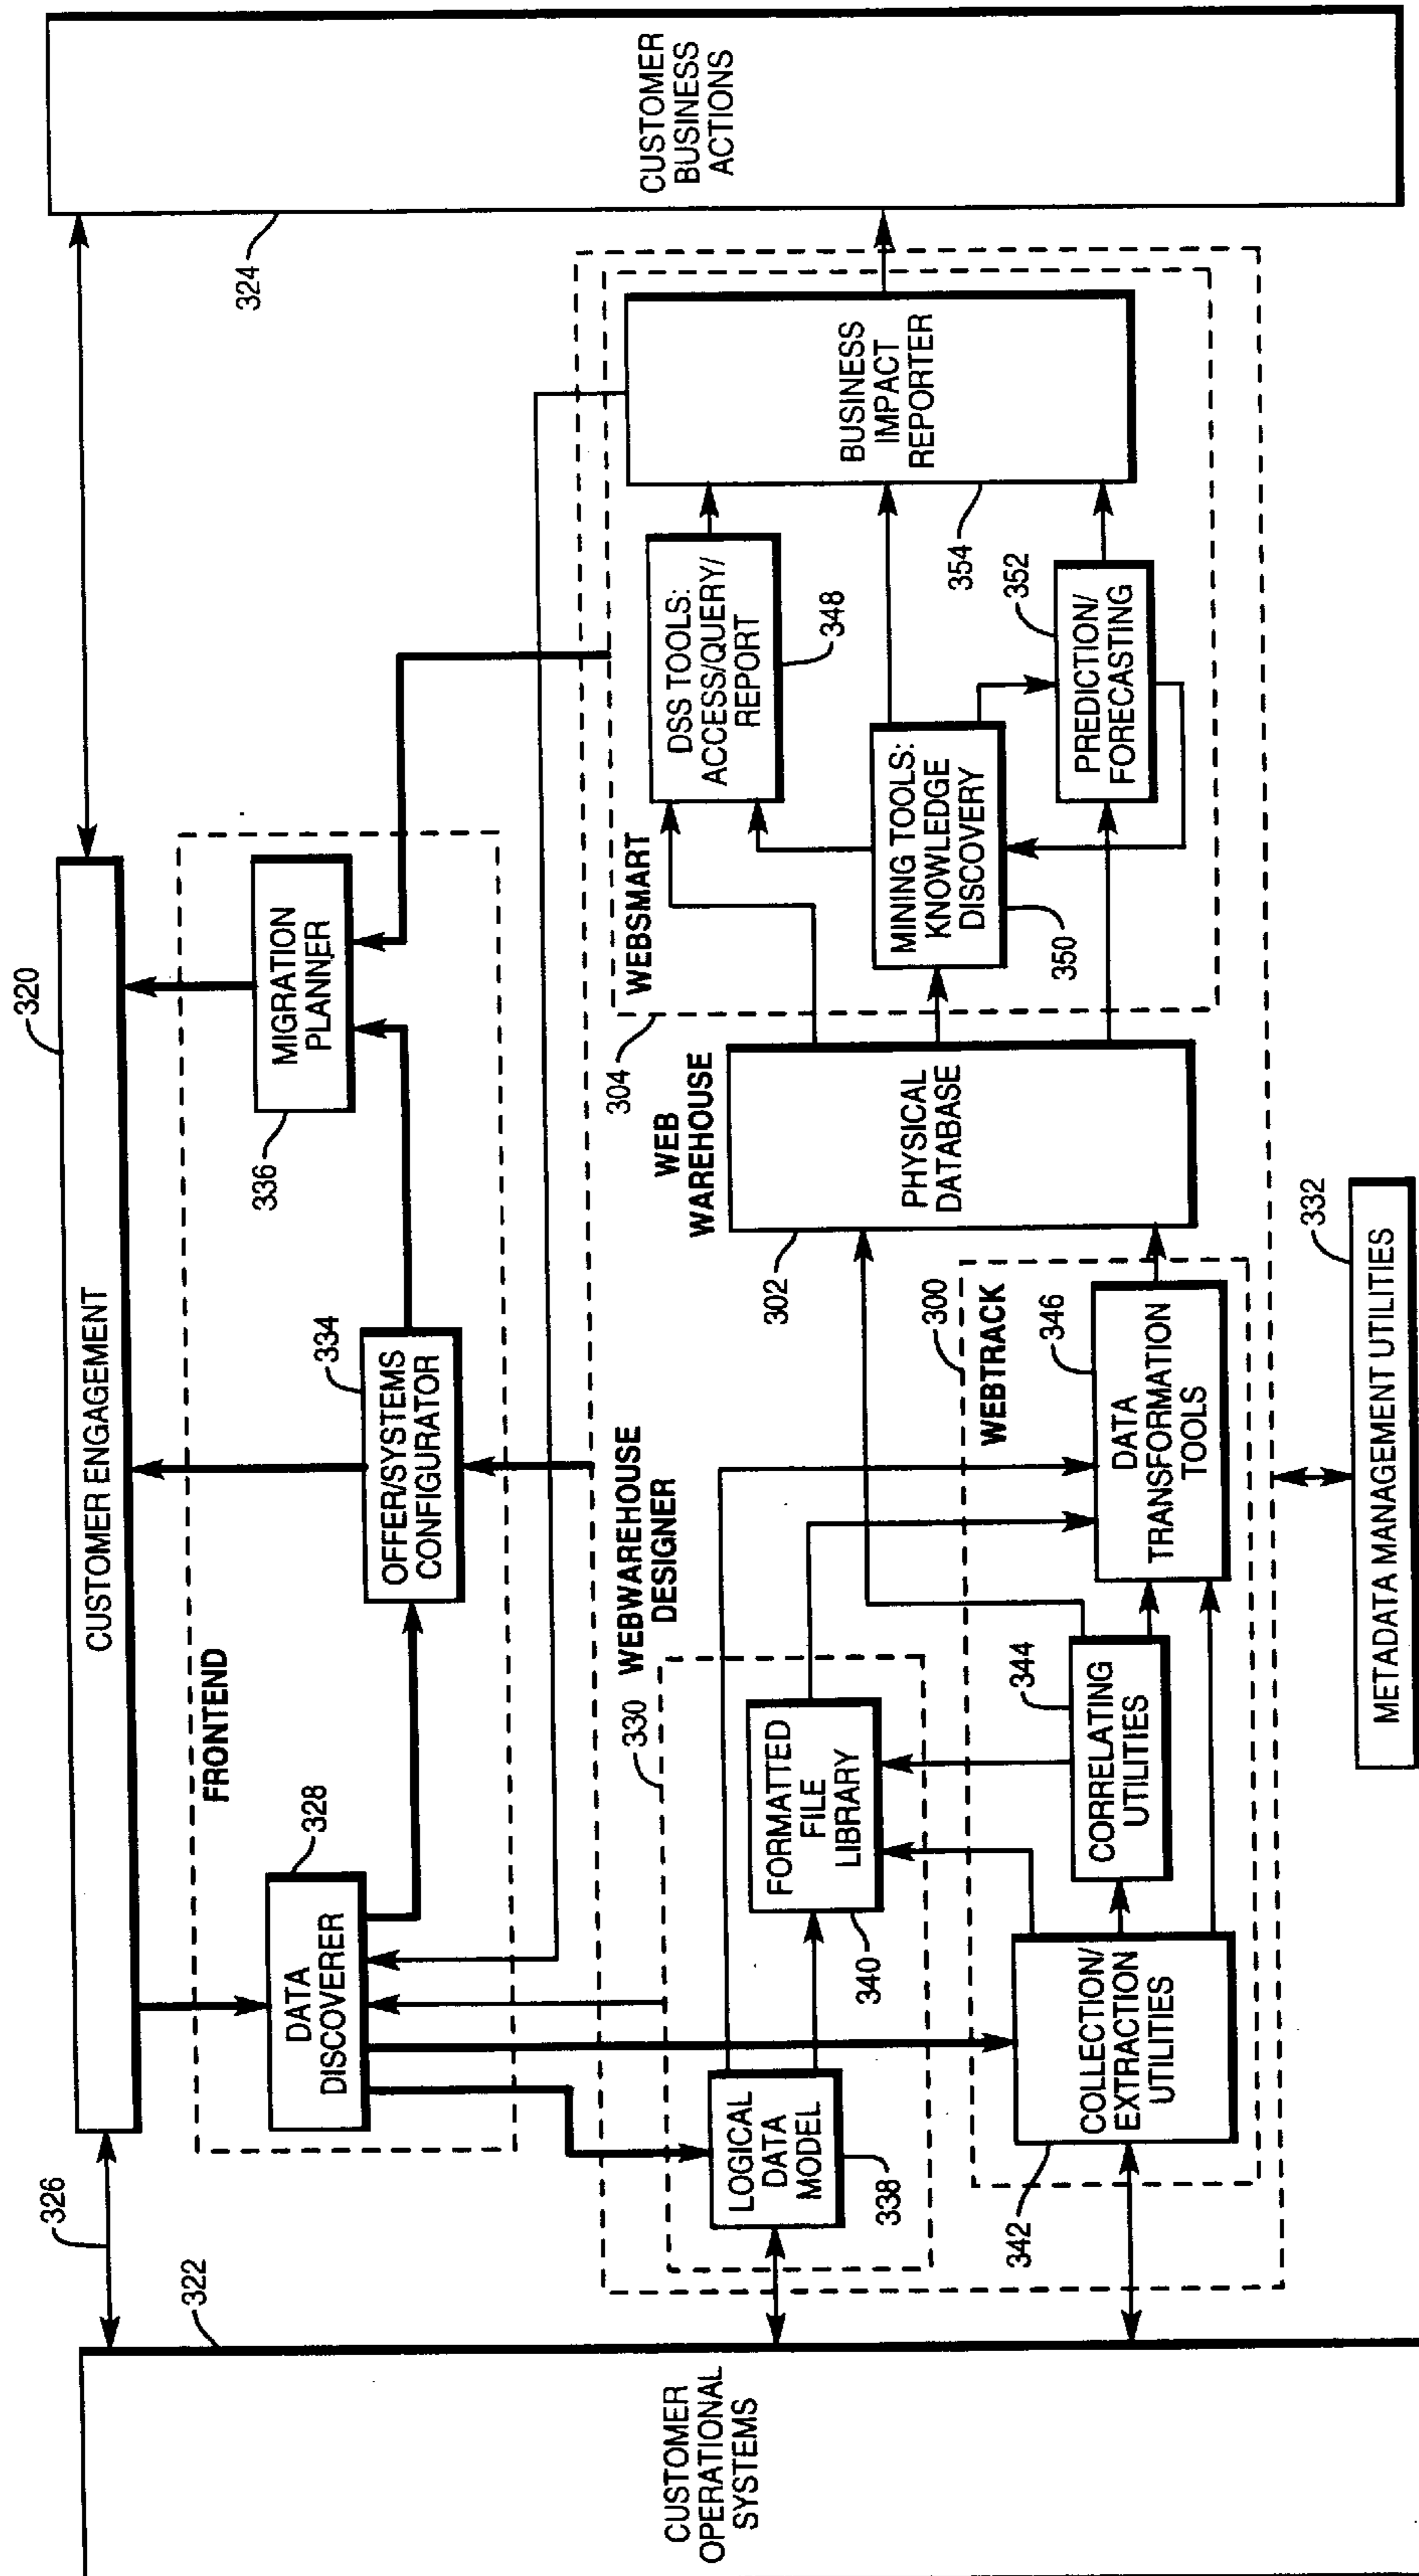 326
322
CUSTOMER
OPERATIONAL
SYSTEMS
CUSTOMER ENGAGEMENT
320
324
CUSTOMER
BUSINESS
ACTIONS
FRONTEND
DATA
DISCOVERER
328
OFFER/SYSTEMS
CONFIGURATOR
334
MIGRATION
PLANNER
336
330
WEBWAREHOUSE
DESIGNER
LOGICAL
DATA
MODEL
338
FORMATTED
FILE
LIBRARY
340
300
WEBTRACK
COLLECTION/
EXTRACTION
UTILITIES
342
CORRELATING
UTILITIES
344
DATA
TRANSFORMATION
TOOLS
346
WEB
WAREHOUSE
PHYSICAL
DATABASE
302
304
WEBSMART
DSS TOOLS:
ACCESS/QUERY/
REPORT
348
MINING TOOLS:
KNOWLEDGE
DISCOVERY
350
PREDICTION/
FORECASTING
352
BUSINESS
IMPACT
REPORTER
354
METADATA MANAGEMENT UTILITIES
332